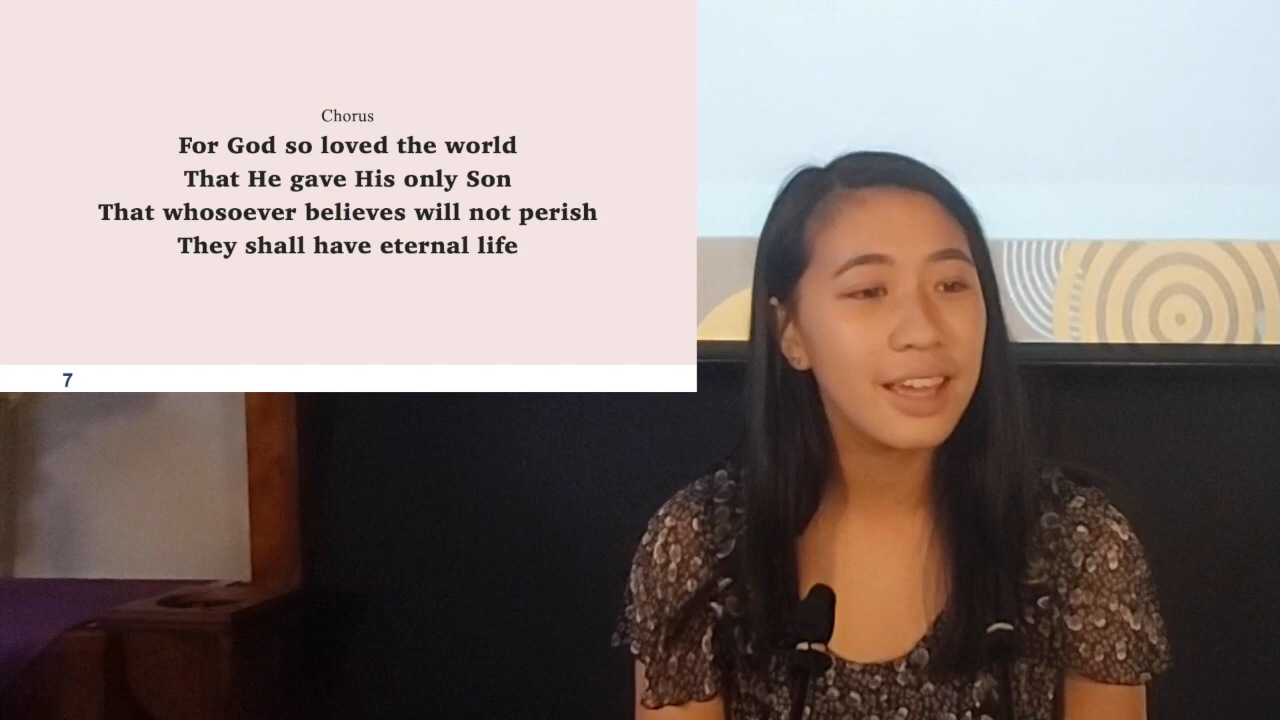 Chorus
For God so loved the world
That He gave His only Son
That whosoever believes will not perish
They shall have eternal life
7